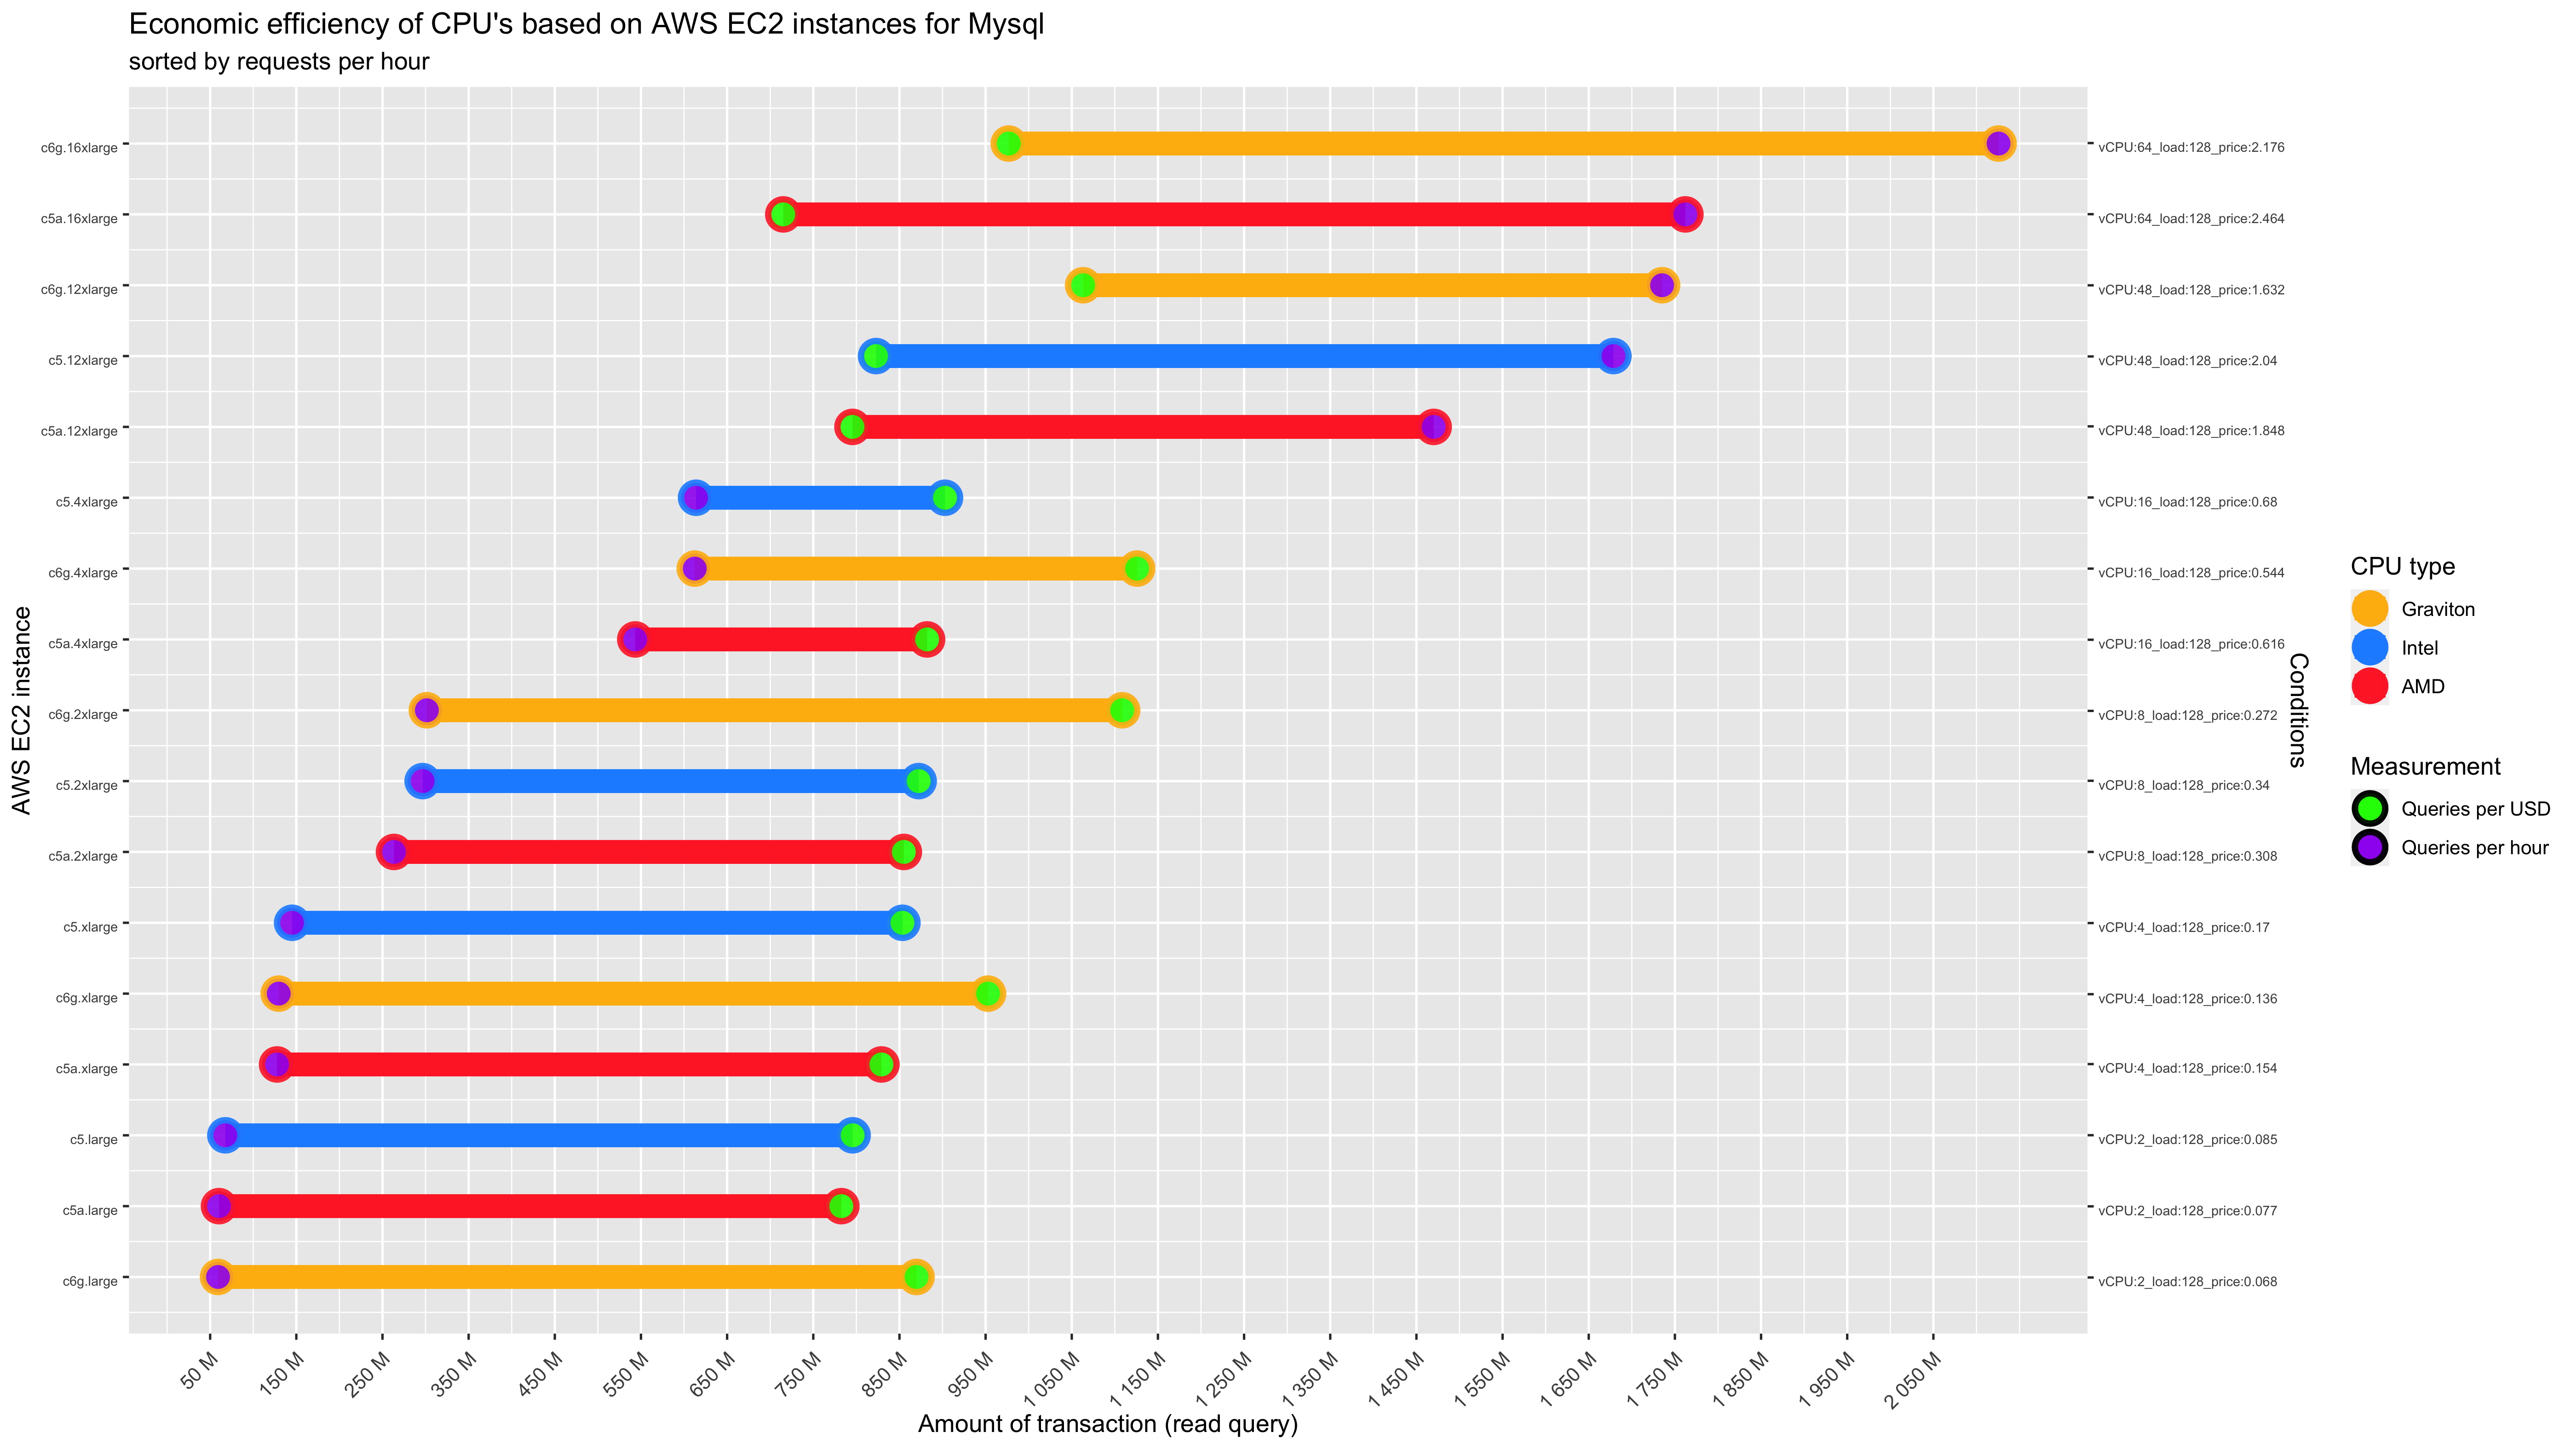 Economic efficiency of CPU's based on AWS EC2 instances for Mysql
sorted by requests per hour
AWS EC2 instance
c6g.16xlarge
c5a.16xlarge
c6g.12xlarge
c5.12xlarge
c5a.12xlarge
c5.4xlarge
c6g.4xlarge
c5a.4xlarge
c6g.2xlarge
c5.2xlarge
c5a.2xlarge
c5.xlarge
c6g.xlarge
c5a.xlarge
c5.large
c5a.large
c6g.large
vCPU:64_load:128_price:2.176
vCPU:64_load:128_price:2.464
vCPU:48_load:128_price:1.632
vCPU:48_load:128_price:2.04
vCPU:48_load:128_price:1.848
vCPU:16_load:128_price:0.68
vCPU:16_load:128_price:0.544
vCPU:16_load:128_price:0.616
vCPU:8_load:128_price:0.272
vCPU:8_load:128_price:0.34
vCPU:8_load:128_price:0.308
vCPU:4_load:128_price:0.17
vCPU:4_load:128_price:0.136
vCPU:4_load:128_price:0.154
vCPU:2_load:128_price:0.085
vCPU:2_load:128_price:0.077
vCPU:2_load:128_price:0.068
Conditions
50 M
150 M
250 M
350 M
450 M
550 M
650 M
750 M
850 M
950 M
1 050 M
1 150 M
1 250 M
1 350 M
1 450 M
1 550 M
1 650 M
1 750 M
1 850 M
1 950 M
2 050 M
Amount of transaction (read query)
CPU type
Graviton
Intel
AMD
Measurement
Queries per USD
Queries per hour